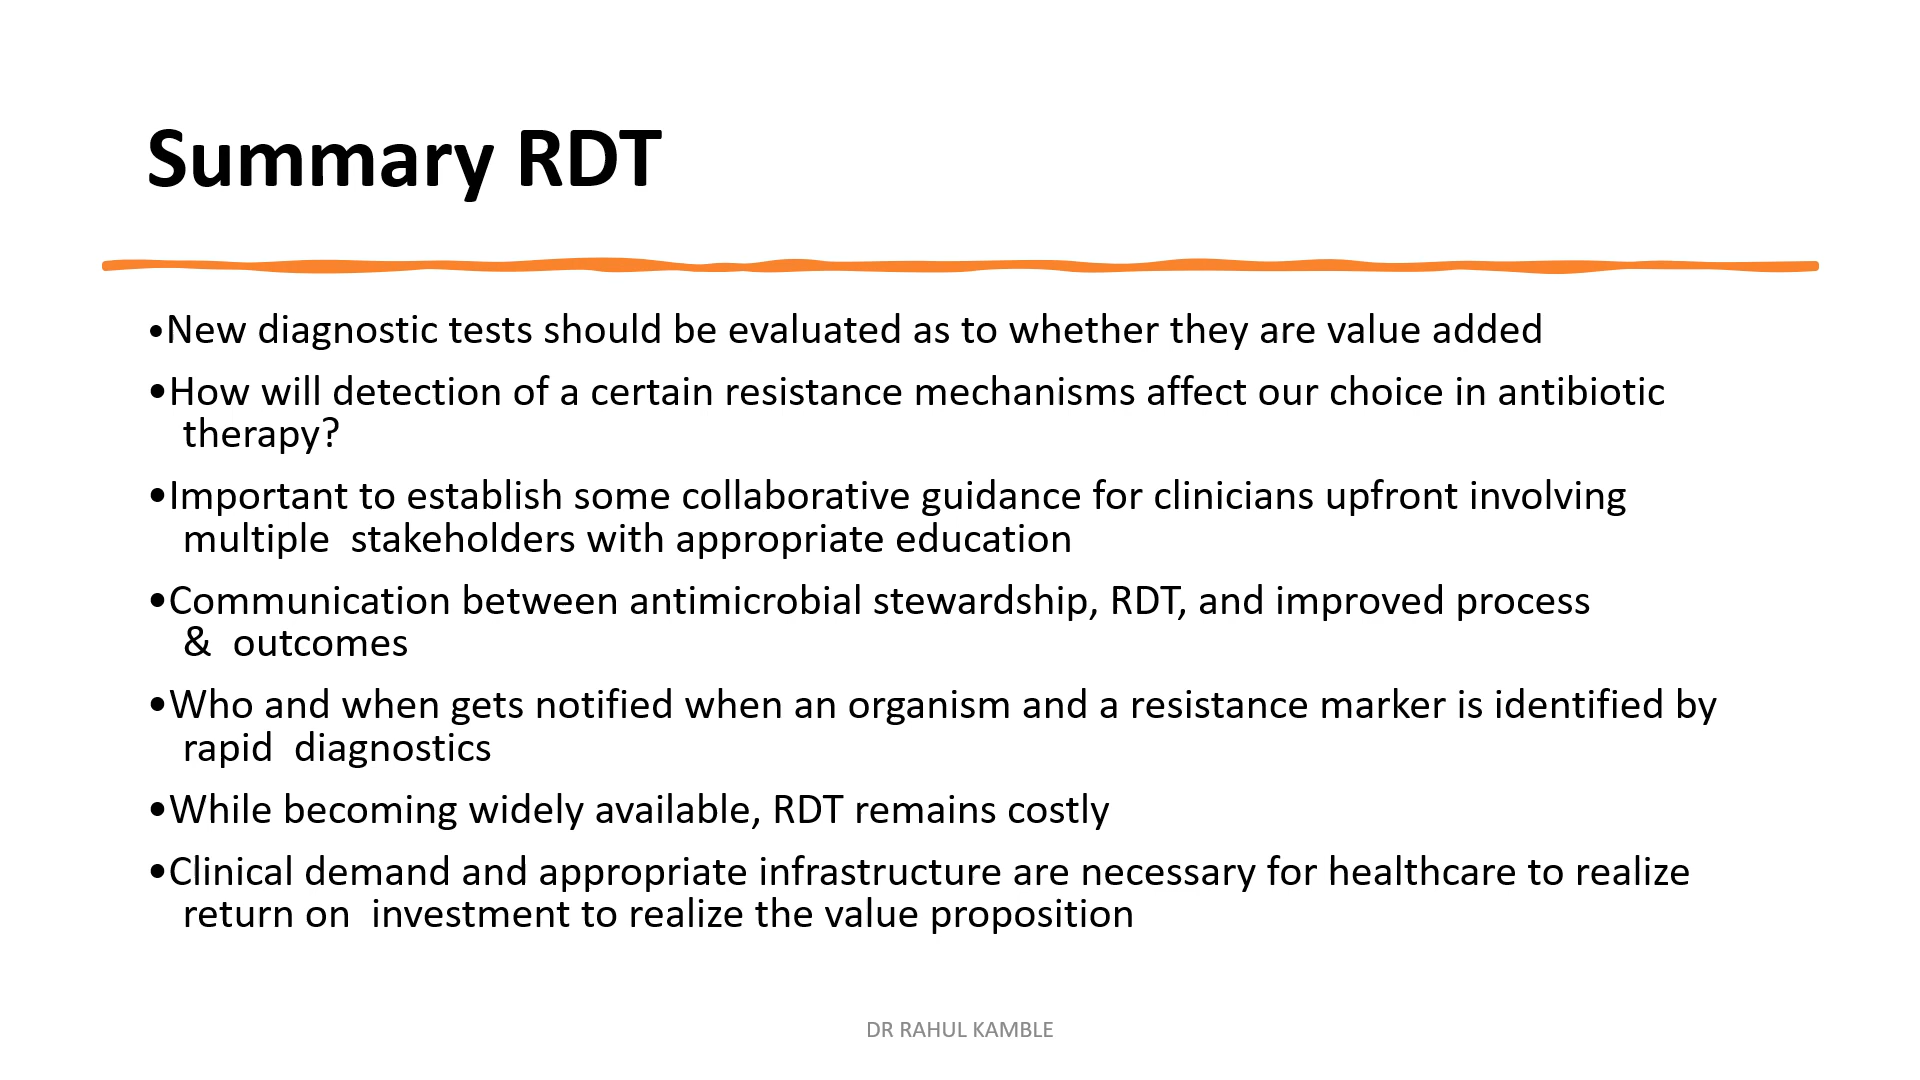 Summary RDT
•New diagnostic tests should be evaluated as to whether they are value added
•How will detection of a certain resistance mechanisms affect our choice in antibiotic
therapy?
•Important to establish some collaborative guidance for clinicians upfront involving
multiple  stakeholders with appropriate education
•Communication between antimicrobial stewardship, RDT, and improved process
&  outcomes
•Who and when gets notified when an organism and a resistance marker is identified by
rapid  diagnostics
•While becoming widely available, RDT remains costly
•Clinical demand and appropriate infrastructure are necessary for healthcare to realize
return on  investment to realize the value proposition
DR RAHUL KAMBLE